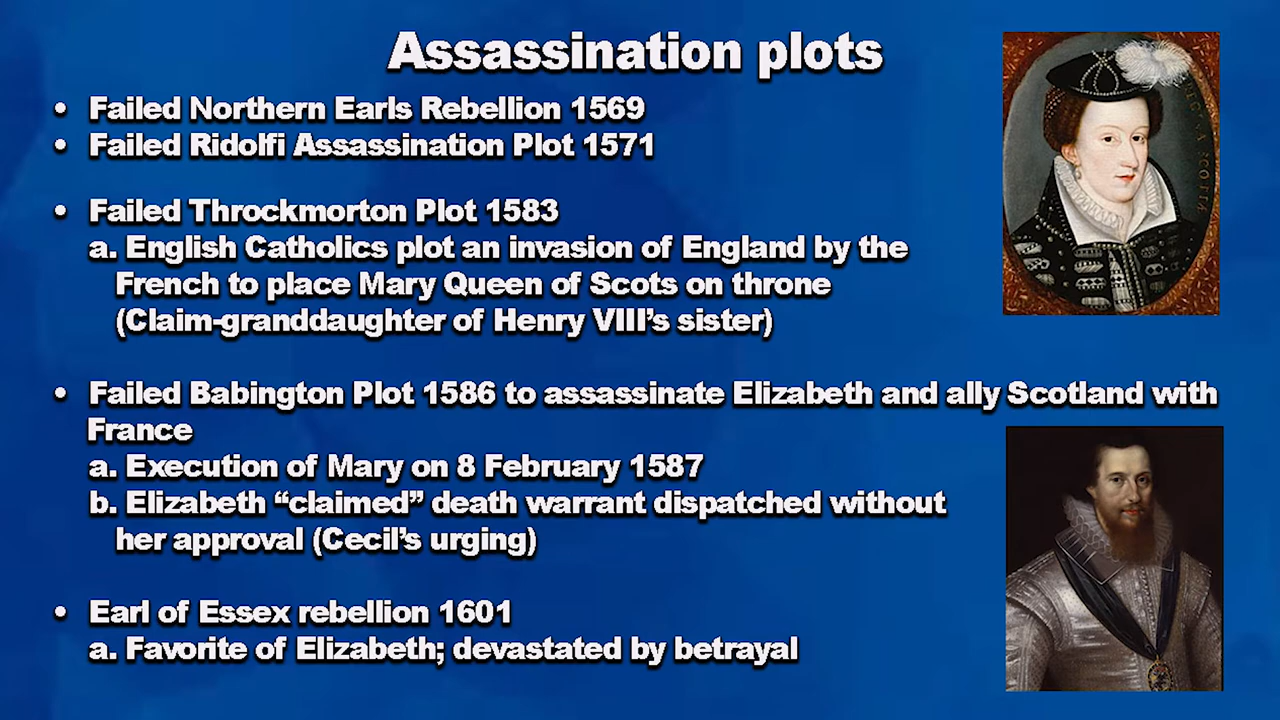 Assassination plots
• Failed Northern Earls Rebellion 1569
• Failed Ridolfi Assassination Plot 1571
• Failed Throckmorton Plot 1583
a. English Catholics plot an invasion of England by the
French to place Mary Queen of Scots on throne
(Claim-granddaughter of Henry VIII’s sister)
• Failed Babington Plot 1586 to assassinate Elizabeth and ally Scotland with
France
a. Execution of Mary on 8 February 1587
b. Elizabeth “claimed” death warrant dispatched without
her approval (Cecil’s urging)
• Earl of Essex rebellion 1601
a. Favorite of Elizabeth; devastated by betrayal